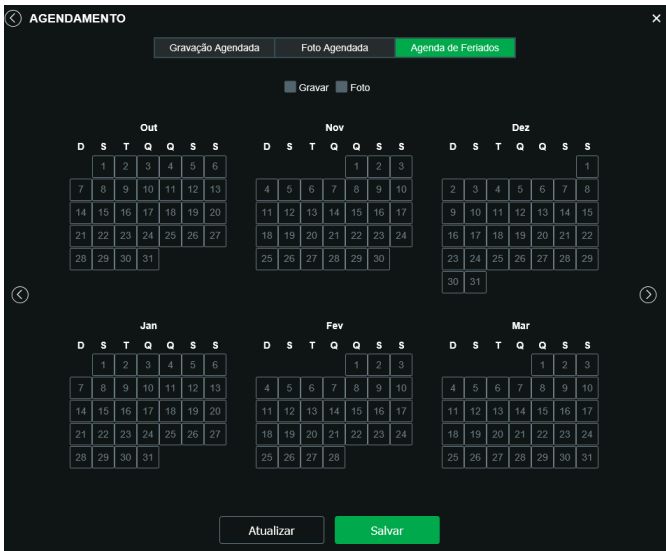 AGENDAMENTO
Gravação Agendada Foto Agendada Agenda de Feriados
Gravar Foto
Out Nov Dez
D S T Q Q S S D S T Q Q S S D S T Q Q S S
1 2 3 4 5 6 1 2 3 1
7 8 9 10 11 12 13 4 5 6 7 8 9 10 2 3 4 5 6 7 8
14 15 16 17 18 19 20 11 12 13 14 15 16 17 9 10 11 12 13 14 15
21 22 23 24 25 26 27 18 19 20 21 22 23 24 16 17 18 19 20 21 22
28 29 30 31 25 26 27 28 29 30 23 24 25 26 27 28 29
30 31
Jan Fev Mar
D S T Q Q S S D S T Q Q S S D S T Q Q S S
1 2 3 4 5 6 1 2 3 1 2 3
7 8 9 10 11 12 13 4 5 6 7 8 9 10 4 5 6 7 8 9 10
14 15 16 17 18 19 20 11 12 13 14 15 16 17 11 12 13 14 15 16 17
21 22 23 24 25 26 27 18 19 20 21 22 23 24 18 19 20 21 22 23 24
28 29 30 31 25 26 27 28 25 26 27 28 29 30 31
Atualizar Salvar